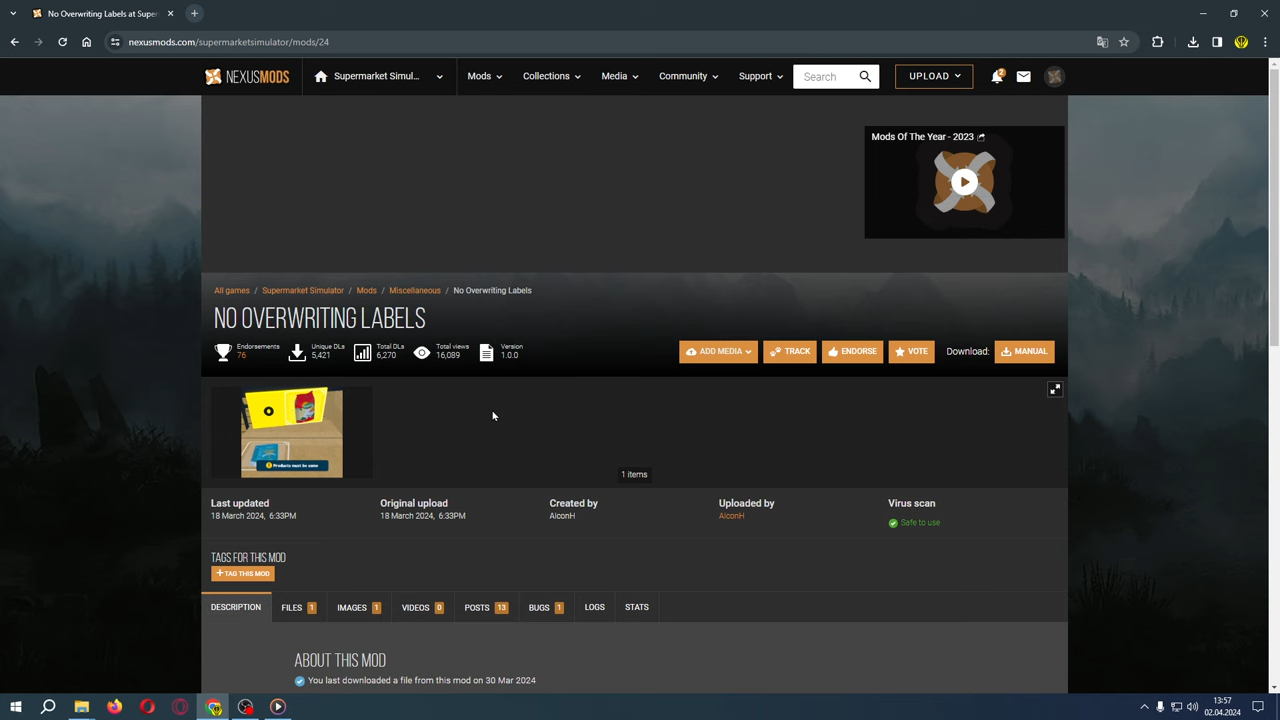 No Overwriting Labels at Super
nexusmods.com/supermarketsimulator/mods/24
NEXUSMODS
Supermarket Simul...
Mods
Collections
Media
Community
Support
Search
UPLOAD
2
Mods Of The Year - 2023
All games / Supermarket Simulator / Mods / Miscellaneous / No Overwriting Labels
NO OVERWRITING LABELS
Endorsements
76
Unique DLs
5,421
Total DLs
6,270
Total views
16,089
Version
1.0.0
ADD MEDIA
TRACK
ENDORSE
VOTE
Download:
MANUAL
Products must be same
1 items
Last updated
18 March 2024, 6:33PM
Original upload
18 March 2024, 6:33PM
Created by
AlconH
Uploaded by
AlconH
Virus scan
Safe to use
TAGS FOR THIS MOD
+ TAG THIS MOD
DESCRIPTION
FILES 1
IMAGES 1
VIDEOS 0
POSTS 13
BUGS 1
LOGS
STATS
ABOUT THIS MOD
You last downloaded a file from this mod on 30 Mar 2024
13:57
02.04.2024